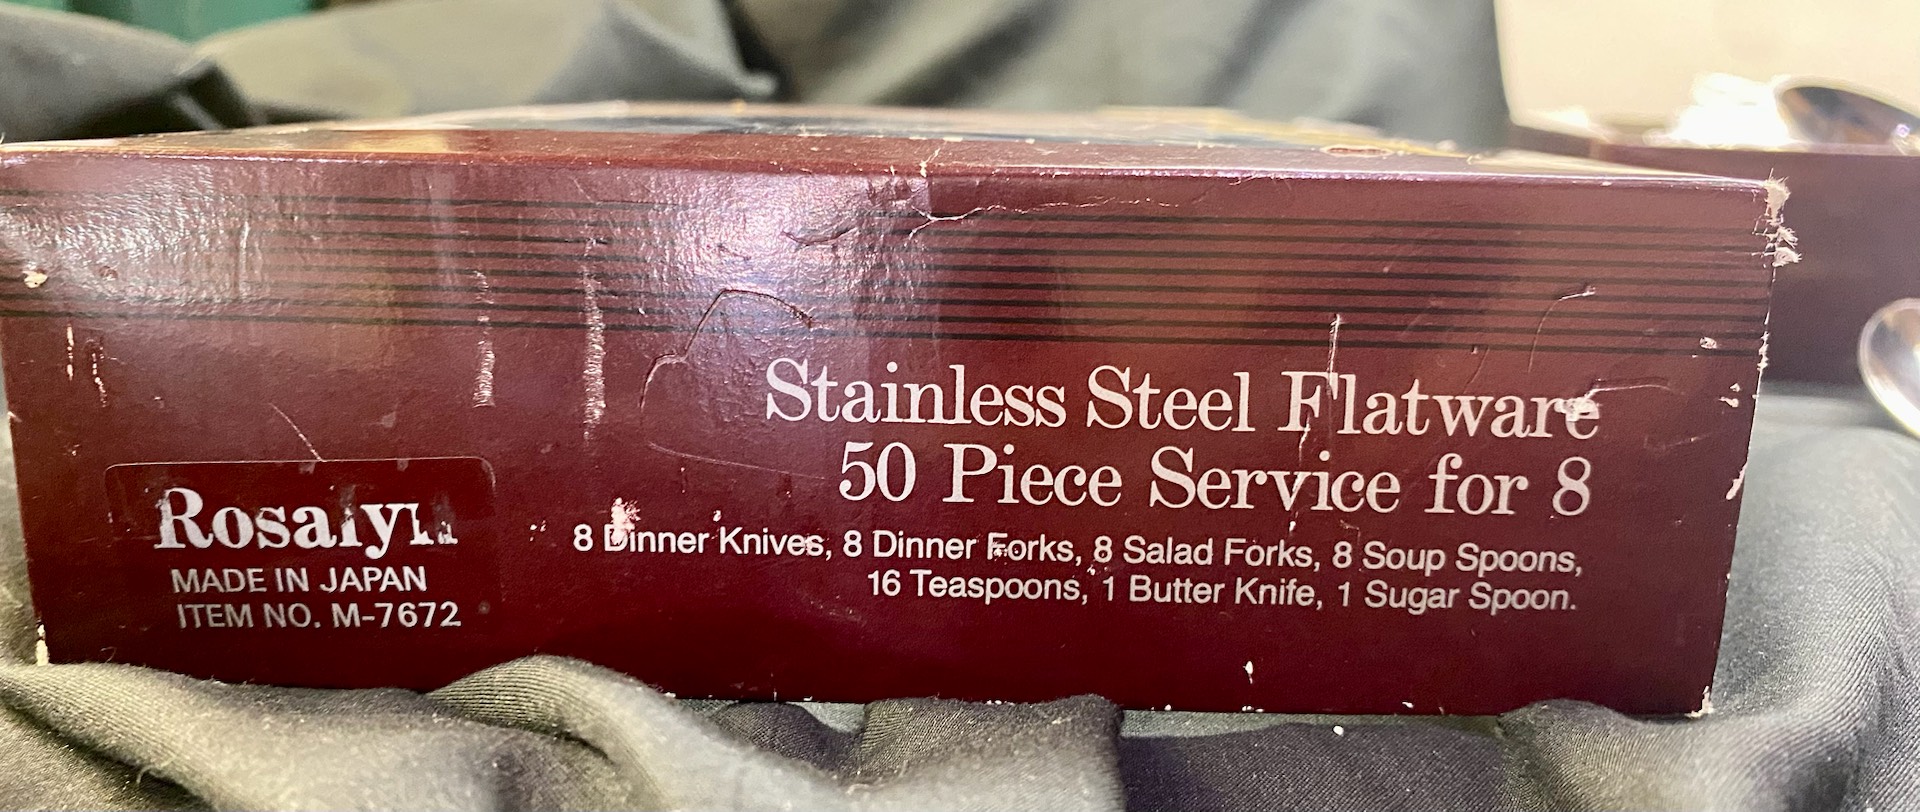 Stainless Steel Flatware
50 Piece Service for 8
8 Dinner Knives, 8 Dinner Forks, 8 Salad Forks, 8 Soup Spoons,
16 Teaspoons, 1 Butter Knife, 1 Sugar Spoon.
Rosalyn
MADE IN JAPAN
ITEM NO. M-7672